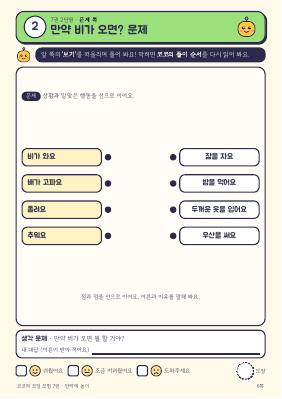 2
7권 2단원 · 문제 쪽
만약 비가 오면? 문제
앞 쪽의 '보기'를 떠올리며 풀어 봐요! 막히면 코코의 풀이 순서를 다시 읽어 봐요.
문제 상황과 알맞은 행동을 선으로 이어요.
비가 와요 잠을 자요
배가 고파요 밥을 먹어요
졸려요 두꺼운 옷을 입어요
추워요 우산을 써요
점과 점을 선으로 이어요. 어른과 이유를 말해 봐요.
생각 문제 · 만약 비가 오면 뭘 할 거야?
내 대답 (어른이 받아 적어요)
쉬웠어요 조금 어려웠어요 도와주세요
도장
코코의 코딩 모험 7권 · 만약에 놀이 6쪽